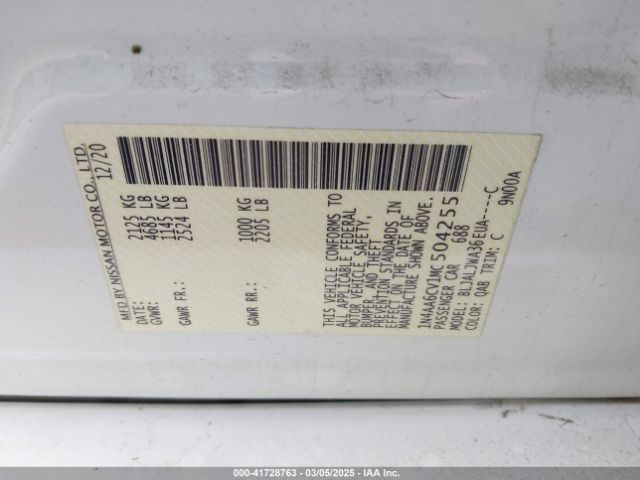 MFD BY NISSAN MOTOR CO., LTD.
DATE: 12/20
GVWR: 2125 KG
4685 LB
GAWR FR.: 1145 KG
2524 LB
GAWR RR.: 1000 KG
2205 LB
THIS VEHICLE CONFORMS TO
ALL APPLICABLE FEDERAL
MOTOR VEHICLE SAFETY,
BUMPER, AND THEFT
PREVENTION STANDARDS IN
EFFECT ON THE DATE OF
MANUFACTURE SHOWN ABOVE.
1N4AA6CV1MC504255
PASSENGER CAR 688
MODEL: BLJALJWA36EUA----C
COLOR: QAB TRIM: C 9N00A
000-41728763 - 03/05/2025 - IAA Inc.